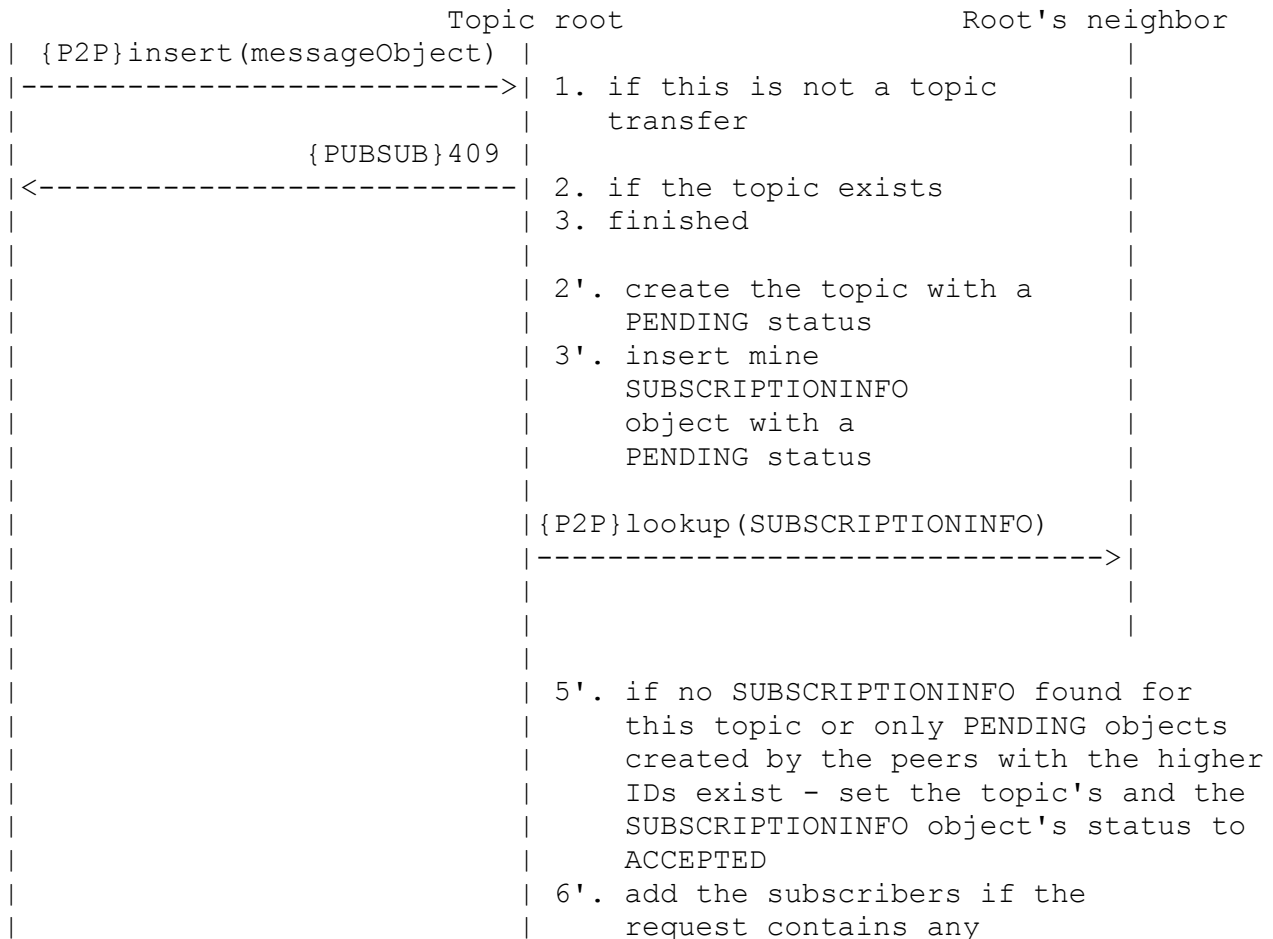 Topic root                   Root's neighbor
| {P2P}insert(messageObject) |                                 |
|--------------------------->| 1. if this is not a topic       |
|                            |    transfer                     |
|                {PUBSUB}409 |                                 |
|<---------------------------| 2. if the topic exists          |
|                            | 3. finished                     |
|                            |                                 |
|                            | 2'. create the topic with a     |
|                            |     PENDING status              |
|                            | 3'. insert mine                 |
|                            |     SUBSCRIPTIONINFO            |
|                            |     object with a               |
|                            |     PENDING status              |
|                            |                                 |
|                            |{P2P}lookup(SUBSCRIPTIONINFO)    |
|                            |-------------------------------->|
|                            |                                 |
|                            |                                 |
|                            |
|                            | 5'. if no SUBSCRIPTIONINFO found for
|                            |     this topic or only PENDING objects
|                            |     created by the peers with the higher
|                            |     IDs exist - set the topic's and the
|                            |     SUBSCRIPTIONINFO object's status to
|                            |     ACCEPTED
|                            | 6'. add the subscribers if the
|                            |     request contains any